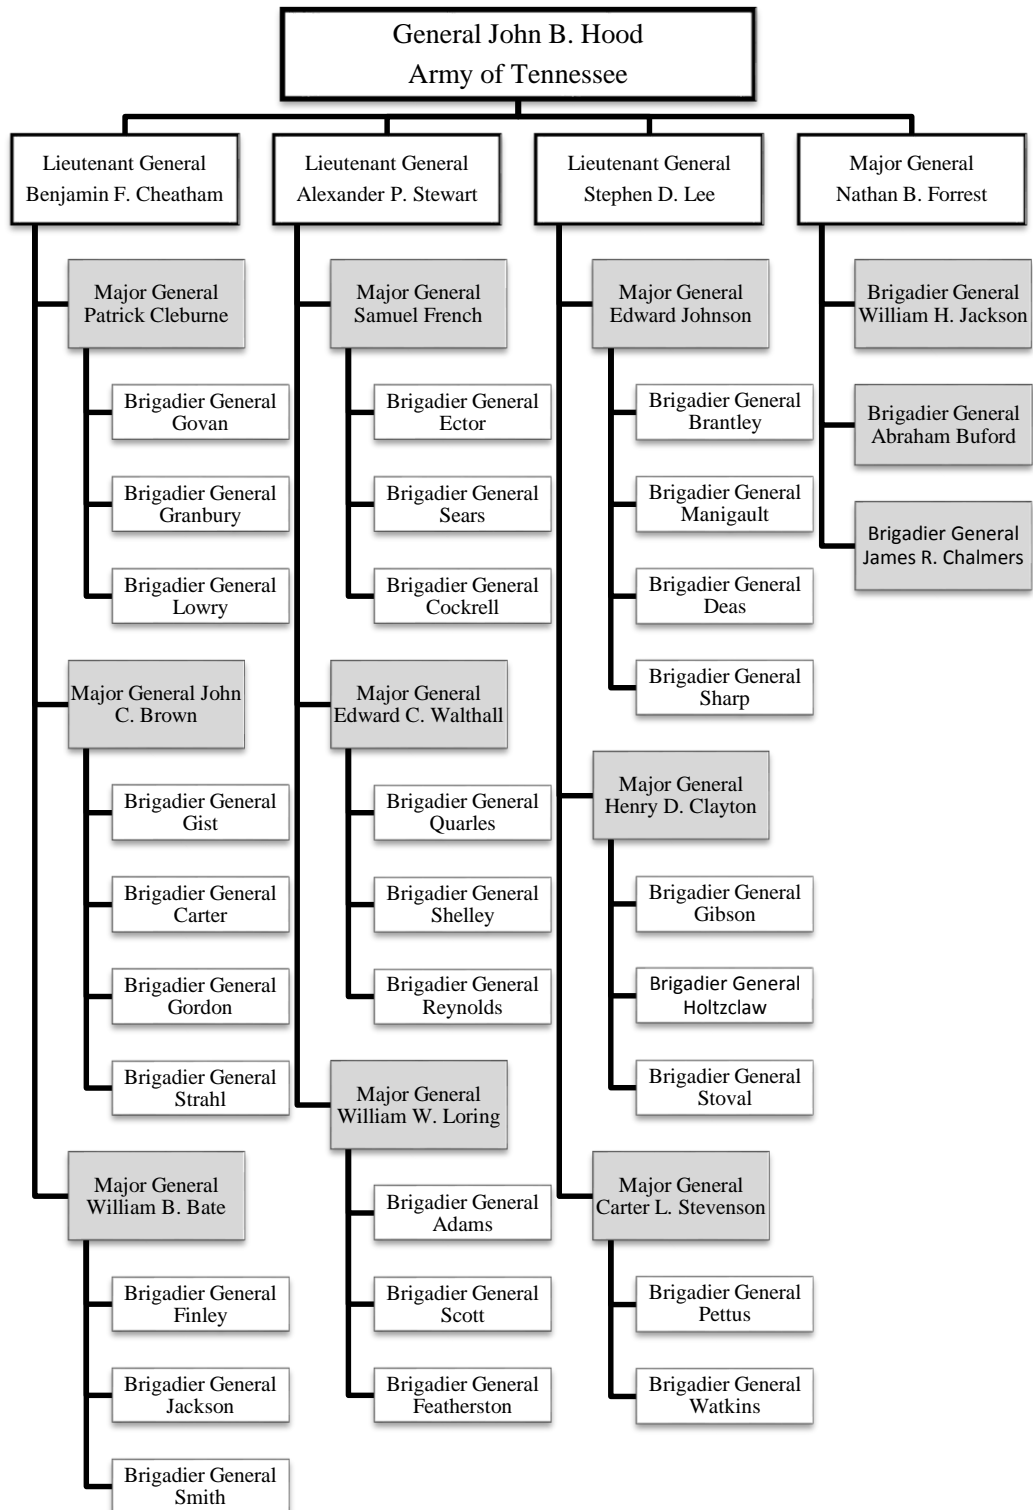 General John B. Hood
Army of Tennessee
Lieutenant General
Benjamin F. Cheatham
Major General
Patrick Cleburne
Brigadier General
Govan
Brigadier General
Granbury
Brigadier General
Lowry
Major General John
C. Brown
Brigadier General
Gist
Brigadier General
Carter
Brigadier General
Gordon
Brigadier General
Strahl
Major General
William B. Bate
Brigadier General
Finley
Brigadier General
Jackson
Brigadier General
Smith
Lieutenant General
Alexander P. Stewart
Major General
Samuel French
Brigadier General
Ector
Brigadier General
Sears
Brigadier General
Cockrell
Major General
Edward C. Walthall
Brigadier General
Quarles
Brigadier General
Shelley
Brigadier General
Reynolds
Major General
William W. Loring
Brigadier General
Adams
Brigadier General
Scott
Brigadier General
Featherston
Lieutenant General
Stephen D. Lee
Major General
Edward Johnson
Brigadier General
Brantley
Brigadier General
Manigault
Brigadier General
Deas
Brigadier General
Sharp
Major General
Henry D. Clayton
Brigadier General
Gibson
Brigadier General
Holtzclaw
Brigadier General
Stoval
Major General
Carter L. Stevenson
Brigadier General
Pettus
Brigadier General
Watkins
Major General
Nathan B. Forrest
Brigadier General
William H. Jackson
Brigadier General
Abraham Buford
Brigadier General
James R. Chalmers